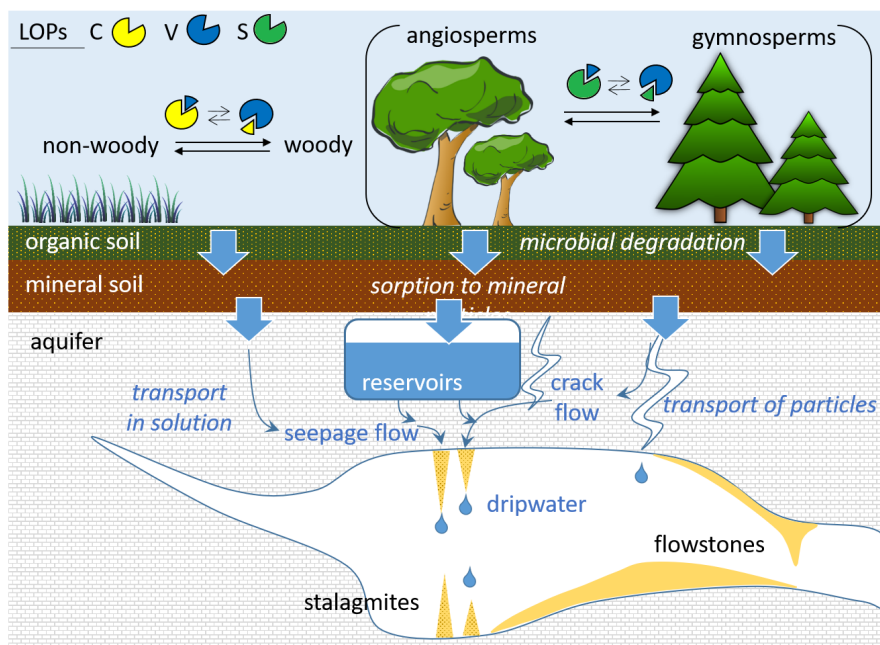 LOPs C V S
angiosperms
gymnosperms
non-woody
woody
organic soil
microbial degradation
mineral soil
sorption to mineral
aquifer
reservoirs
transport
in solution
seepage flow
crack
flow
transport of particles
dripwater
flowstones
stalagmites